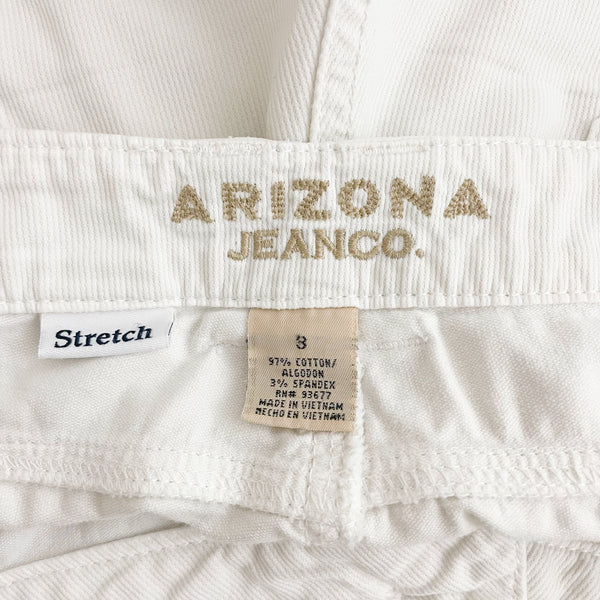 ARIZONA
JEANCO.
Stretch
3
97% COTTON/
ALGODON
3% SPANDEX
RN# 93677
MADE IN VIETNAM
HECHO EN VIETNAM